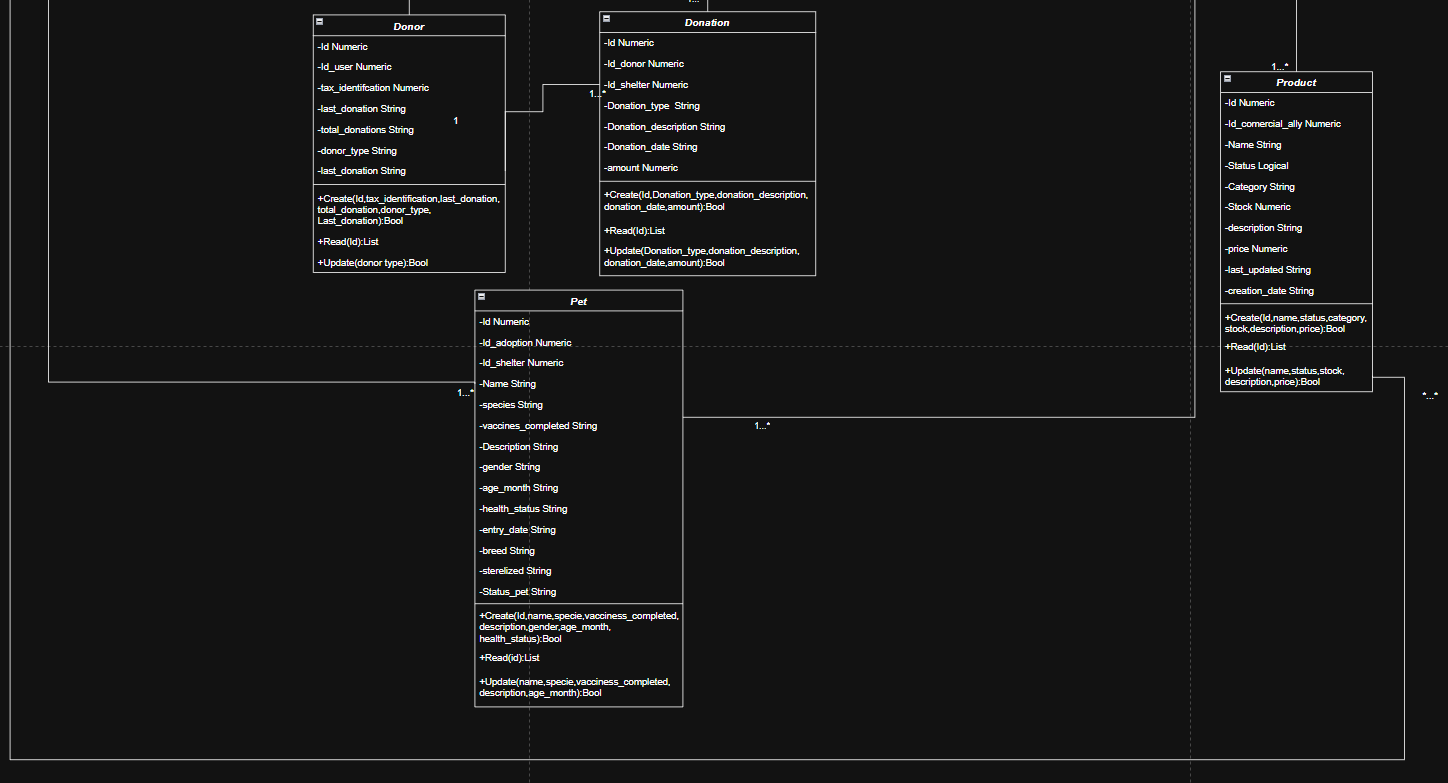 Donor
-Id Numeric
-Id_user Numeric
-tax_identifcation Numeric
-last_donation String
1
-total_donations String
-donor_type String
-last_donation String
+Create(Id,tax_identification,last_donation,
total_donation,donor_type,
Last_donation):Bool
+Read(Id):List
+Update(donor type):Bool
Donation
-Id Numeric
-Id_donor Numeric
-Id_shelter Numeric
1...*
-Donation_type String
-Donation_description String
-Donation_date String
-amount Numeric
+Create(Id,Donation_type,donation_description,
donation_date,amount):Bool
+Read(Id):List
+Update(Donation_type,donation_description,
donation_date,amount):Bool
1...*
Product
-Id Numeric
-Id_comercial_ally Numeric
-Name String
-Status Logical
-Category String
-Stock Numeric
-description String
-price Numeric
-last_updated String
-creation_date String
+Create(Id,name,status,category,
stock,description,price):Bool
+Read(Id):List
+Update(name,status,stock,
description,price):Bool
*...*
Pet
-Id Numeric
-Id_adoption Numeric
-Id_shelter Numeric
-Name String
1...*
-species String
-vaccines_completed String
1...*
-Description String
-gender String
-age_month String
-health_status String
-entry_date String
-breed String
-sterelized String
-Status_pet String
+Create(Id,name,specie,vacciness_completed,
description,gender,age_month,
health_status):Bool
+Read(id):List
+Update(name,specie,vacciness_completed,
description,age_month):Bool